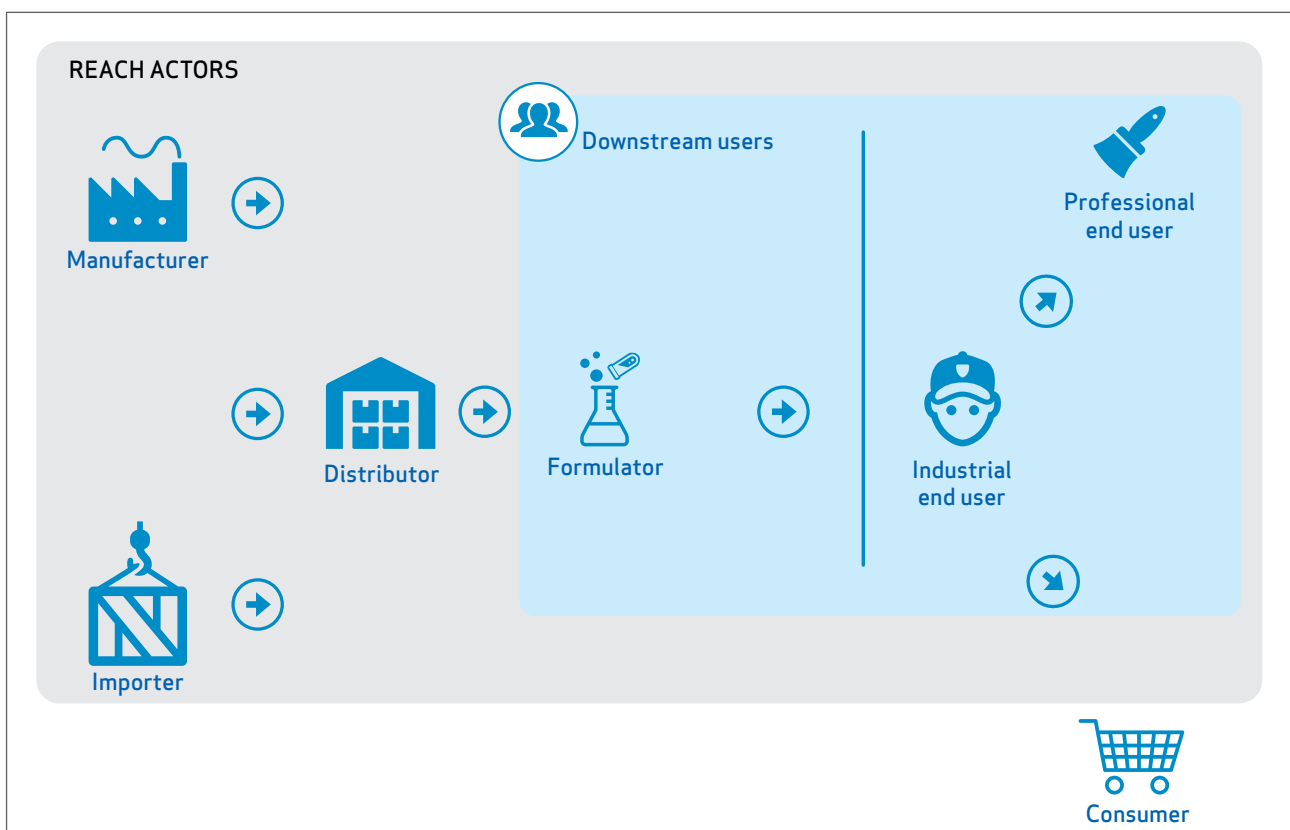 REACH ACTORS
Downstream users
Manufacturer
Professional
end user
Distributor
Formulator
Industrial
end user
Importer
Consumer